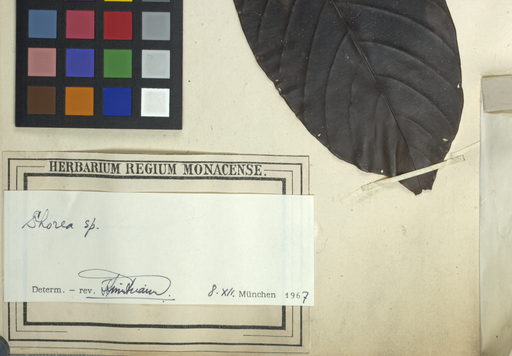 HERBARIUM REGIUM MONACENSE.
Shorea sp.
Determ. – rev.
8. XII. München 1967